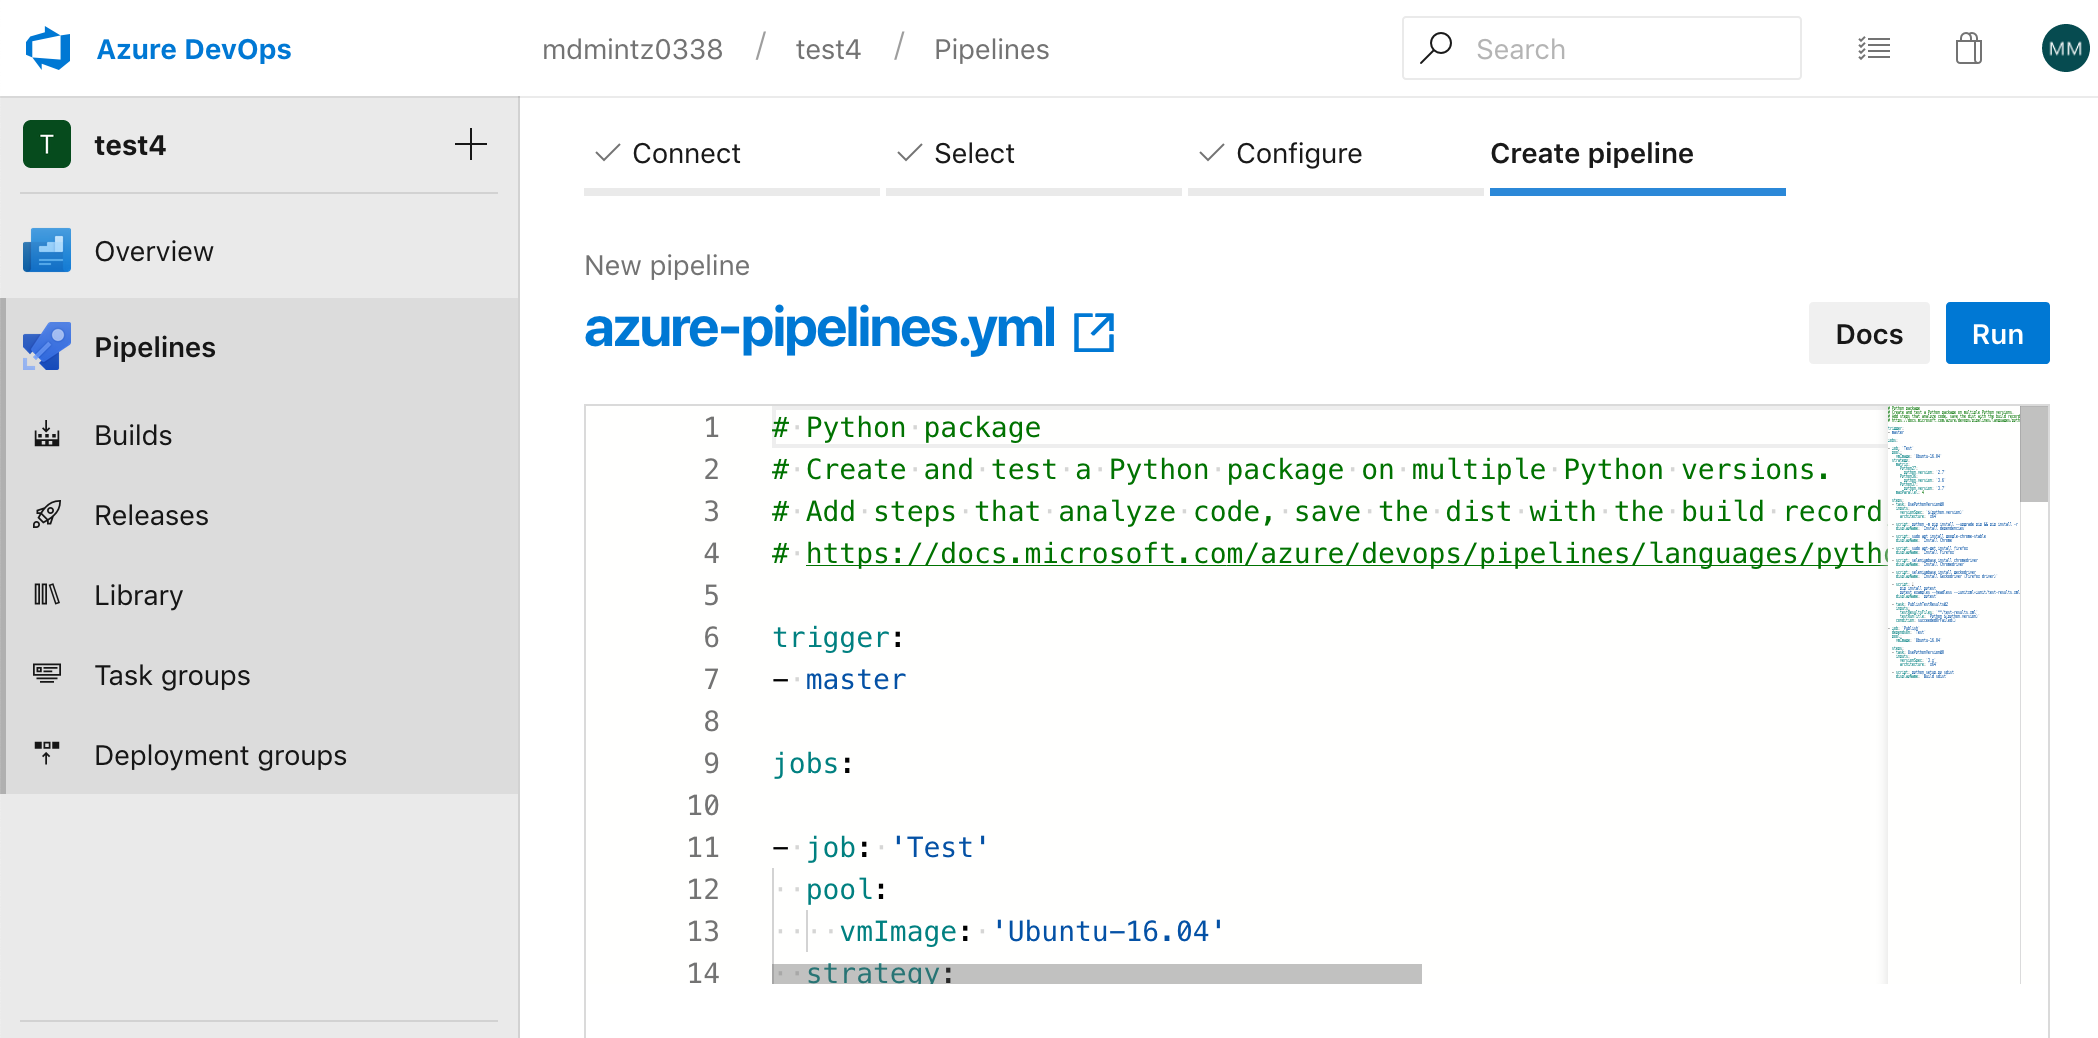 Azure DevOps
mdmintz0338 / test4 / Pipelines
Search
MM
T test4
Overview
Pipelines
Builds
Releases
Library
Task groups
Deployment groups
Connect
Select
Configure
Create pipeline
New pipeline
azure-pipelines.yml
Docs
Run
1 # Python package
2 # Create and test a Python package on multiple Python versions.
3 # Add steps that analyze code, save the dist with the build record
4 # https://docs.microsoft.com/azure/devops/pipelines/languages/pytho
5
6 trigger:
7 - master
8
9 jobs:
10
11 - job: 'Test'
12 pool:
13 vmImage: 'Ubuntu-16.04'
14 strategy: